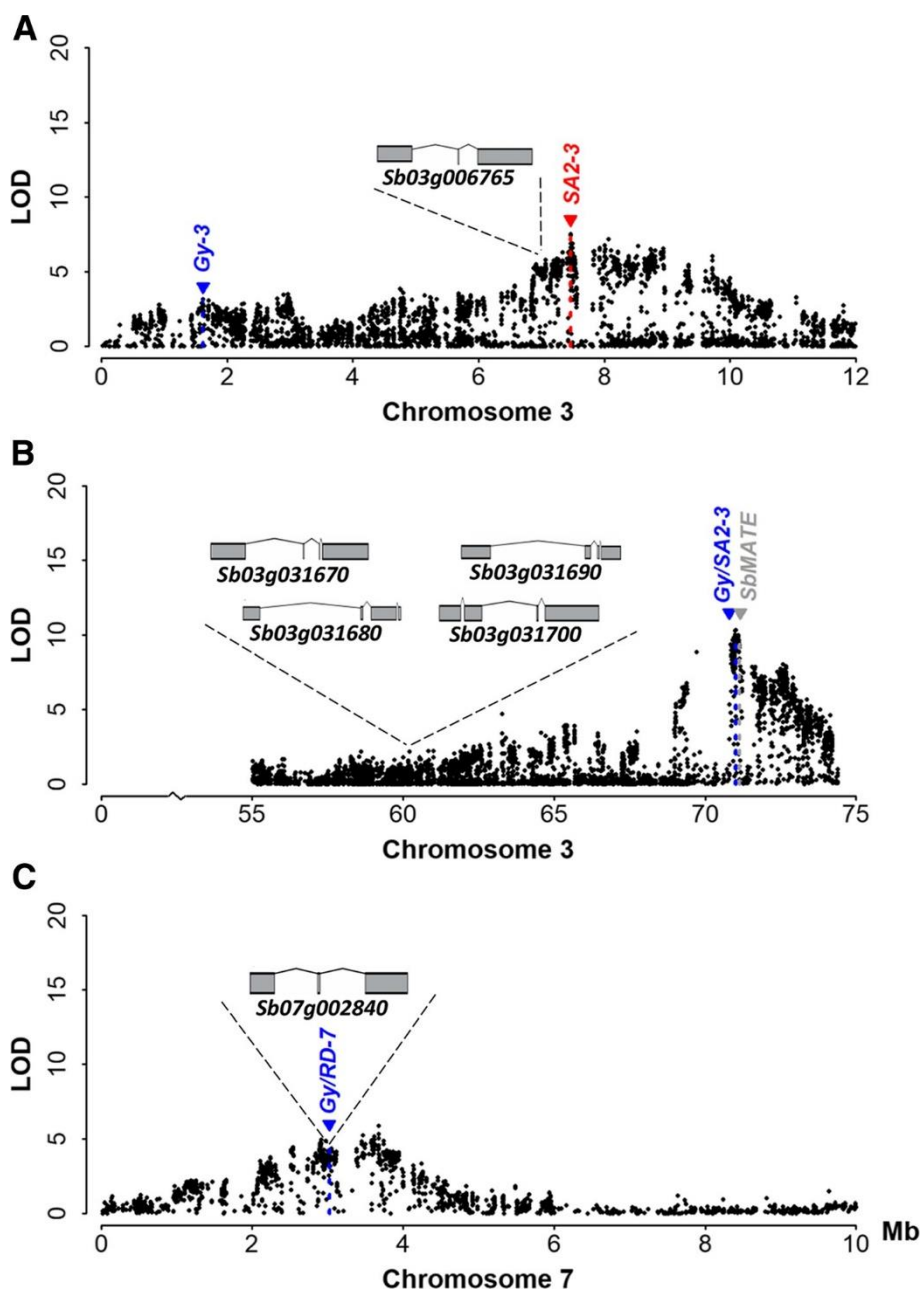 A
LOD
20
15
10
5
0
Sb03g006765
Gy-3
SA2-3
0 2 4 6 8 10 12
Chromosome 3
B
LOD
20
15
10
5
0
Sb03g031670
Sb03g031690
Sb03g031680
Sb03g031700
Gy/SA2-3
SbMATE
0 55 60 65 70 75
Chromosome 3
C
LOD
20
15
10
5
0
Sb07g002840
Gy/RD-7
0 2 4 6 8 10 Mb
Chromosome 7